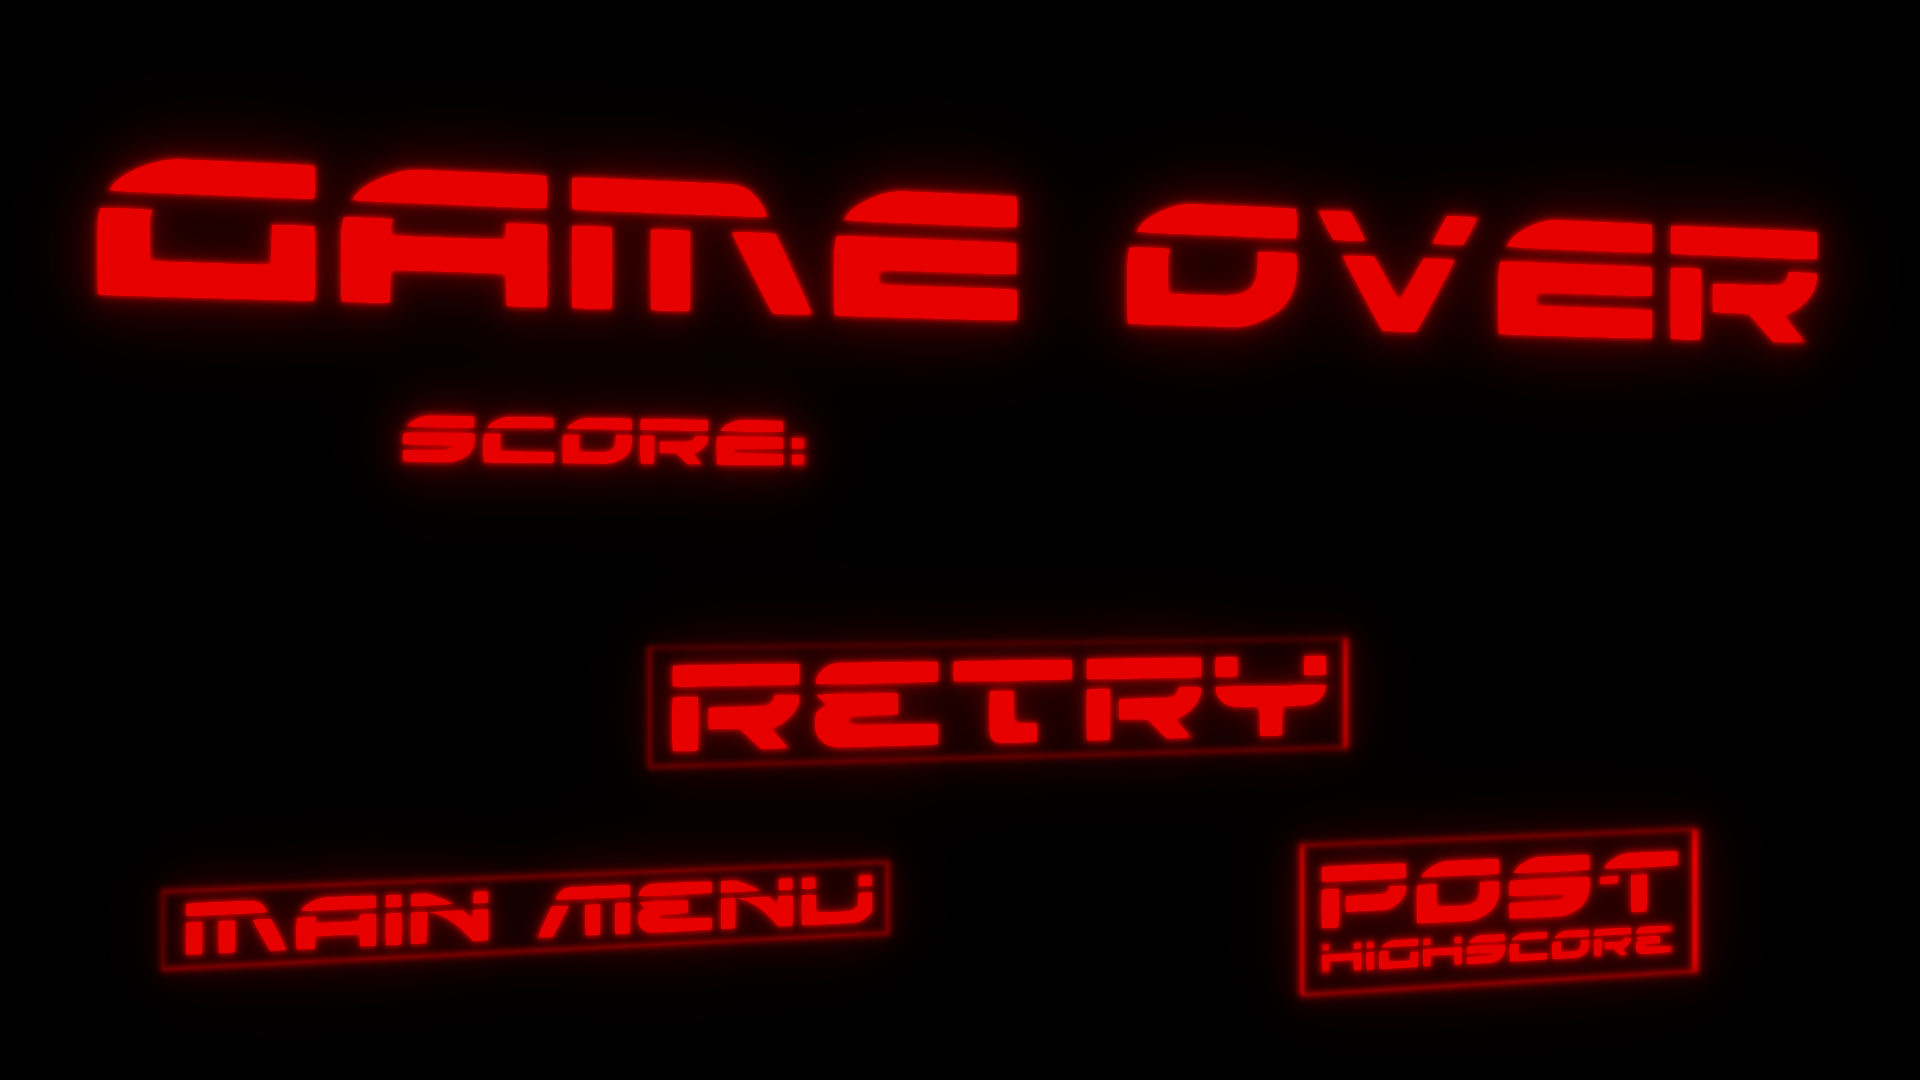 GAME OVER
SCORE:
RETRY
MAIN MENU
POST
HIGHSCORE